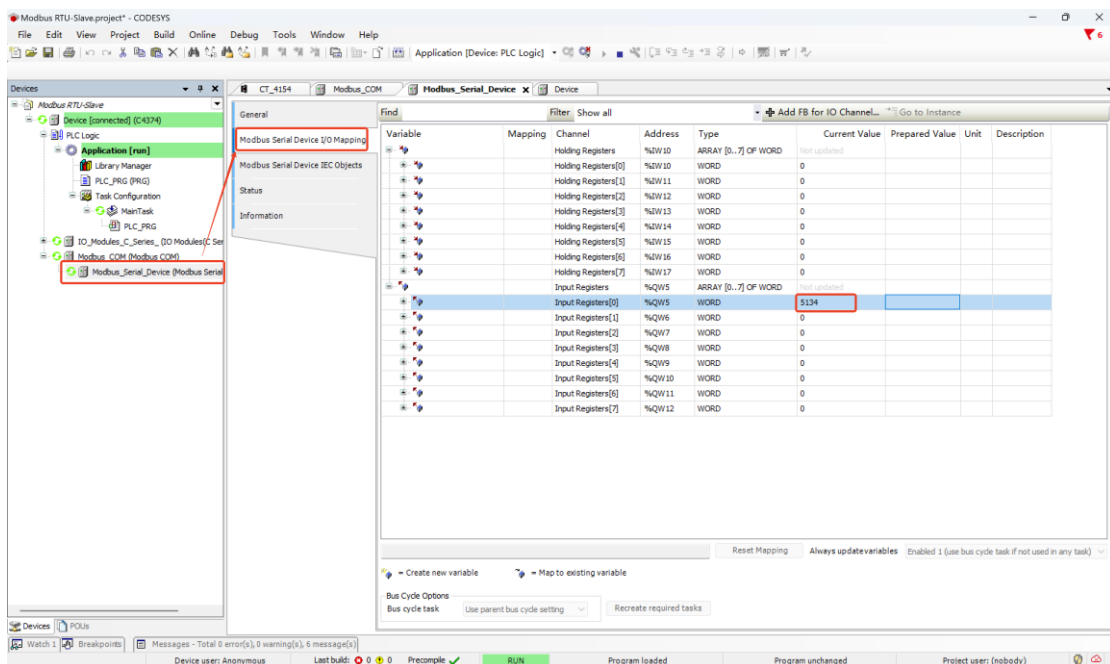 Modbus RTU-Slave.project* - CODESYS
File Edit View Project Build Online Debug Tools Window Help
Application [Device: PLC Logic]
6
Devices
CT_4154 Modbus_COM Modbus_Serial_Device x Device
Modbus RTU-Slave
Device [connected] (C4374)
PLC Logic
Application [run]
Library Manager
PLC_PRG (PRG)
Task Configuration
MainTask
PLC_PRG
IO_Modules_C_Series_ (IO Modules(C Ser
Modbus_COM (Modbus COM)
Modbus_Serial_Device (Modbus Serial
General
Modbus Serial Device I/O Mapping
Modbus Serial Device IEC Objects
Status
Information
Find Filter Show all Add FB for IO Channel... Go to Instance
Variable Mapping Channel Address Type Current Value Prepared Value Unit Description
Holding Registers %IW10 ARRAY [0..7] OF WORD Not updated
Holding Registers[0] %IW10 WORD 0
Holding Registers[1] %IW11 WORD 0
Holding Registers[2] %IW12 WORD 0
Holding Registers[3] %IW13 WORD 0
Holding Registers[4] %IW14 WORD 0
Holding Registers[5] %IW15 WORD 0
Holding Registers[6] %IW16 WORD 0
Holding Registers[7] %IW17 WORD 0
Input Registers %QW5 ARRAY [0..7] OF WORD Not updated
Input Registers[0] %QW5 WORD 5134
Input Registers[1] %QW6 WORD 0
Input Registers[2] %QW7 WORD 0
Input Registers[3] %QW8 WORD 0
Input Registers[4] %QW9 WORD 0
Input Registers[5] %QW10 WORD 0
Input Registers[6] %QW11 WORD 0
Input Registers[7] %QW12 WORD 0
Reset Mapping Always update variables Enabled 1 (use bus cycle task if not used in any task)
= Create new variable = Map to existing variable
Bus Cycle Options
Bus cycle task Use parent bus cycle setting Recreate required tasks
Devices POUs
Watch 1 Breakpoints Messages - Total 0 error(s), 0 warning(s), 6 message(s)
Device user: Anonymous Last build: 0 0 Precompile RUN Program loaded Program unchanged Project user: (nobody)